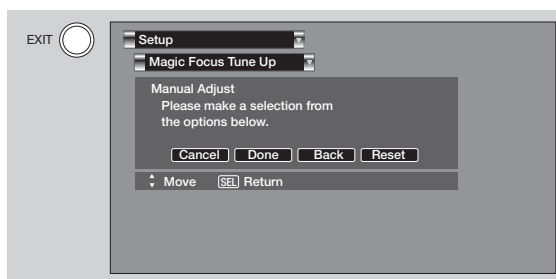 EXIT
Setup
Magic Focus Tune Up
Manual Adjust
Please make a selection from
the options below.
Cancel Done Back Reset
Move SEL Return